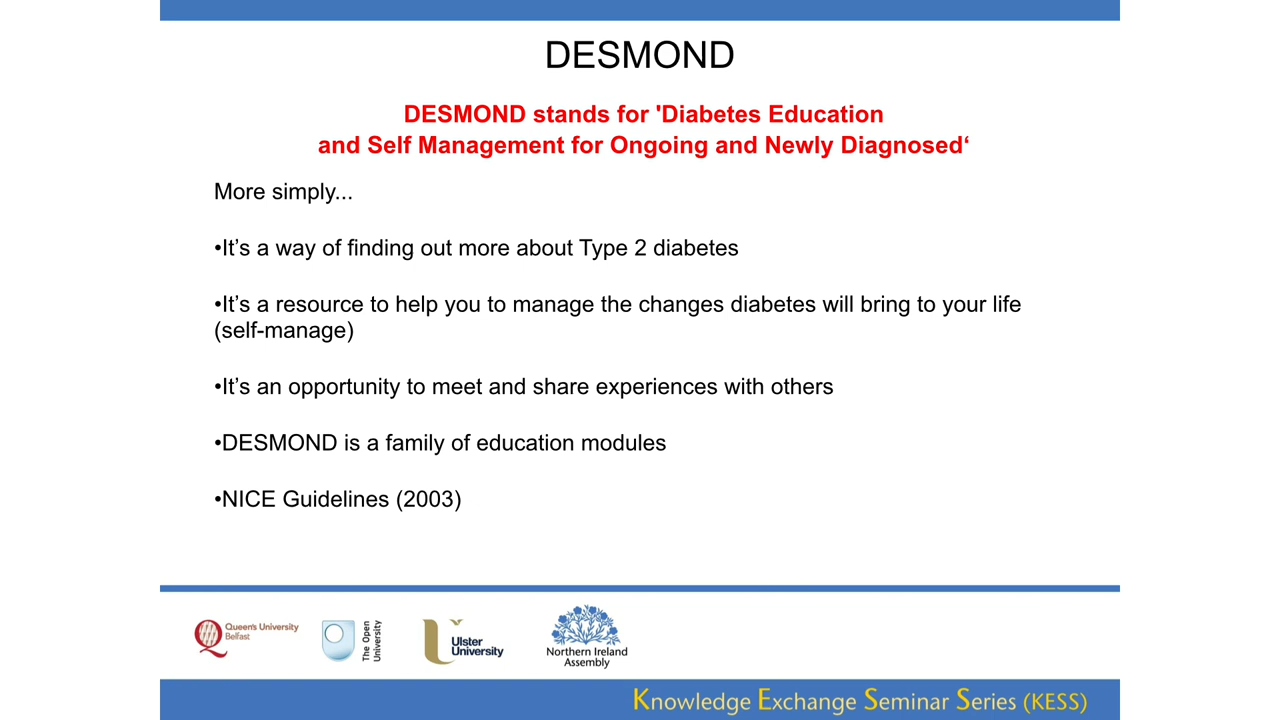 DESMOND
DESMOND stands for 'Diabetes Education
and Self Management for Ongoing and Newly Diagnosed‘
More simply...
•It’s a way of finding out more about Type 2 diabetes
•It’s a resource to help you to manage the changes diabetes will bring to your life
(self-manage)
•It’s an opportunity to meet and share experiences with others
•DESMOND is a family of education modules
•NICE Guidelines (2003)
Queen's University
Belfast
The Open
University
Ulster
University
Northern Ireland
Assembly
Knowledge Exchange Seminar Series (KESS)